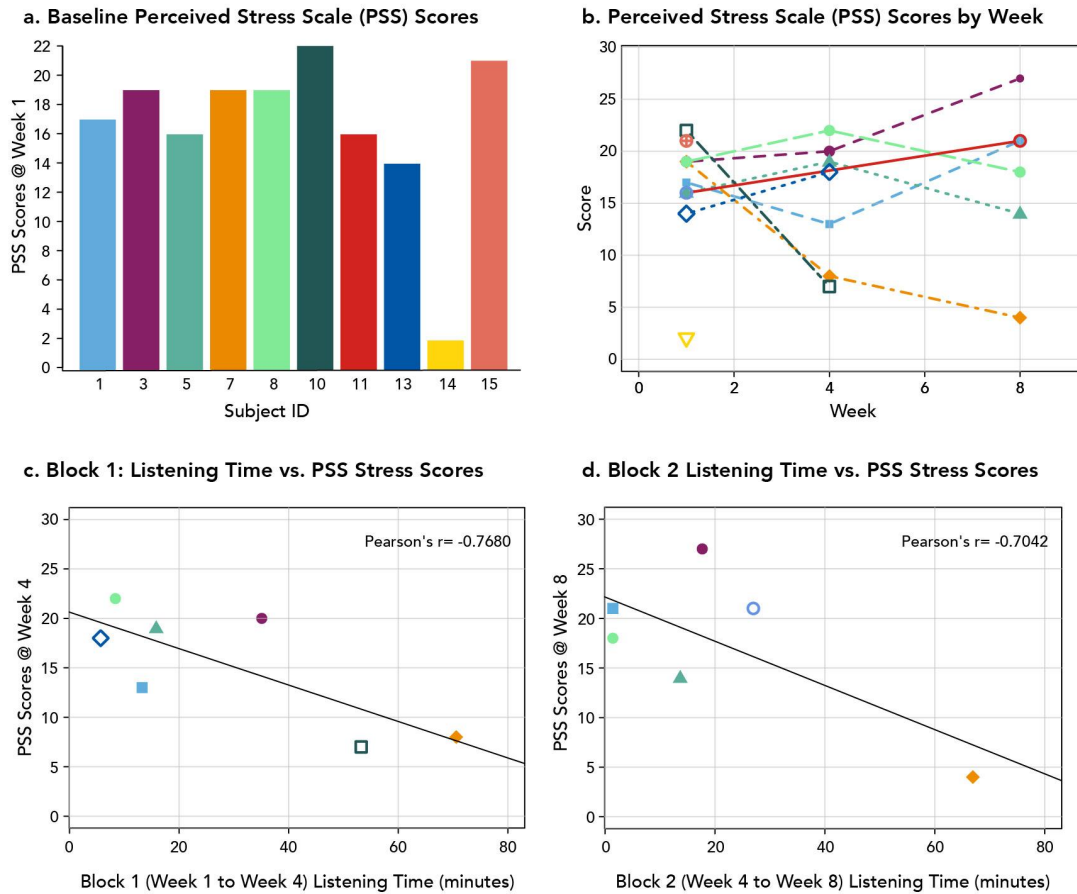 a. Baseline Perceived Stress Scale (PSS) Scores
PSS Scores @ Week 1
22
20
18
16
14
12
10
8
6
4
2
0
1 3 5 7 8 10 11 13 14 15
Subject ID
b. Perceived Stress Scale (PSS) Scores by Week
Score
30
25
20
15
10
5
0
0 2 4 6 8
Week
c. Block 1: Listening Time vs. PSS Stress Scores
Pearson's r= -0.7680
PSS Scores @ Week 4
30
25
20
15
10
5
0
0 20 40 60 80
Block 1 (Week 1 to Week 4) Listening Time (minutes)
d. Block 2 Listening Time vs. PSS Stress Scores
Pearson's r= -0.7042
PSS Scores @ Week 8
30
25
20
15
10
5
0
0 20 40 60 80
Block 2 (Week 4 to Week 8) Listening Time (minutes)